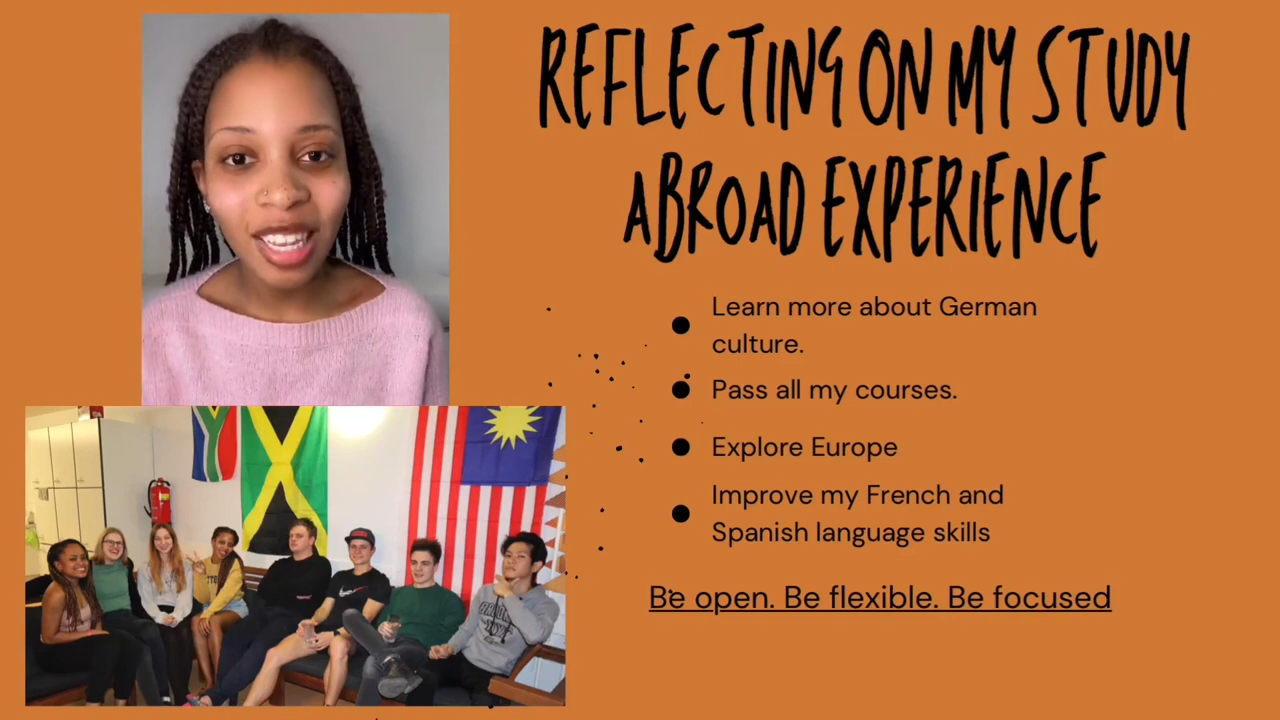 REFLECTING ON MY STUDY
ABROAD EXPERIENCE
Learn more about German
culture.
Pass all my courses.
Explore Europe
Improve my French and
Spanish language skills
Be open. Be flexible. Be focused